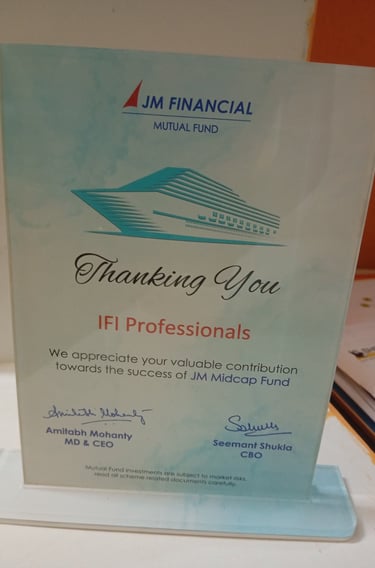 JM FINANCIAL
MUTUAL FUND
Thanking You
IFI Professionals
We appreciate your valuable contribution
towards the success of JM Midcap Fund
Amitabh Mohanty
Amitabh Mohanty
MD & CEO
Seemant Shukla
CBO
Mutual Fund investments are subject to market risks,
read all scheme related documents carefully.